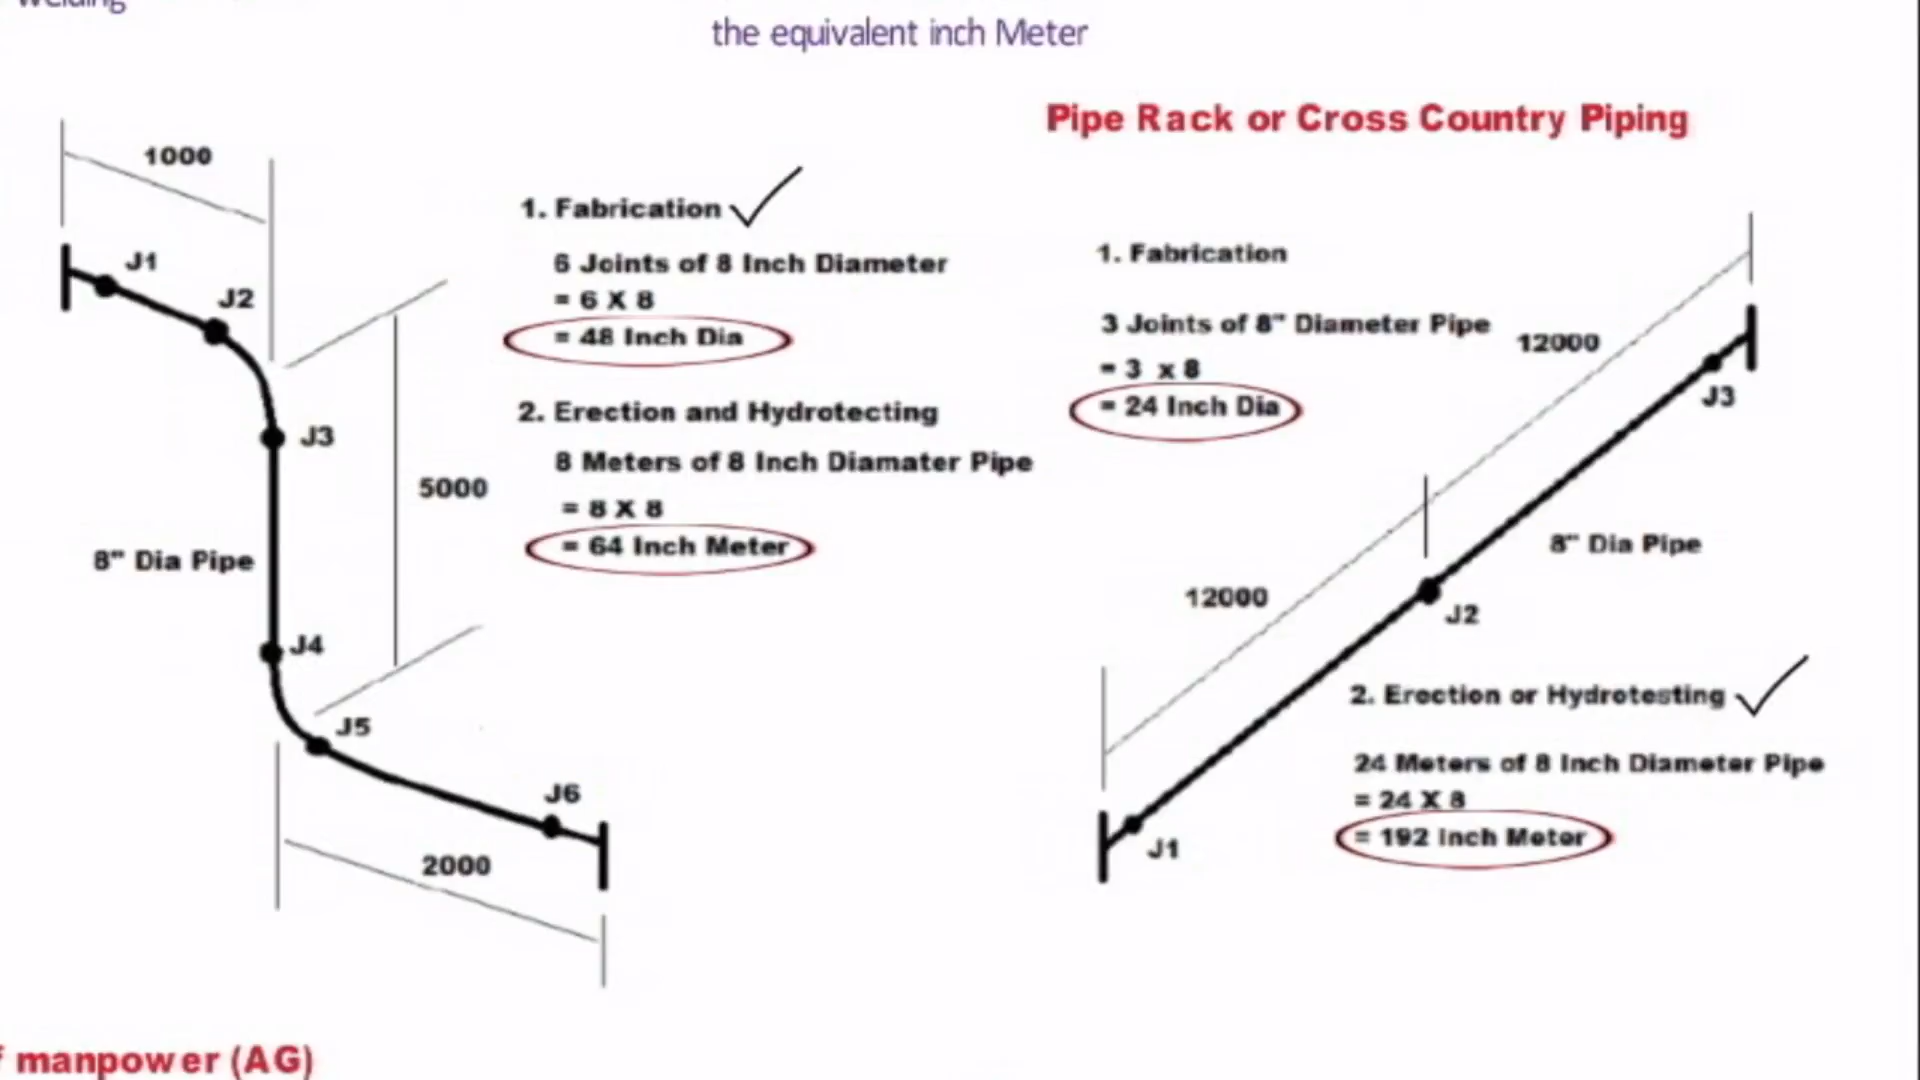 welding
the equivalent inch Meter
Pipe Rack or Cross Country Piping
1000
J1
J2
J3
5000
8" Dia Pipe
J4
J5
J6
2000
1. Fabrication
6 Joints of 8 Inch Diameter
= 6 X 8
= 48 Inch Dia
2. Erection and Hydrotecting
8 Meters of 8 Inch Diamater Pipe
= 8 X 8
= 64 Inch Meter
1. Fabrication
3 Joints of 8" Diameter Pipe
= 3 x 8
= 24 Inch Dia
12000
J3
8" Dia Pipe
12000
J2
J1
2. Erection or Hydrotesting
24 Meters of 8 Inch Diameter Pipe
= 24 X 8
= 192 Inch Meter
f manpower (AG)